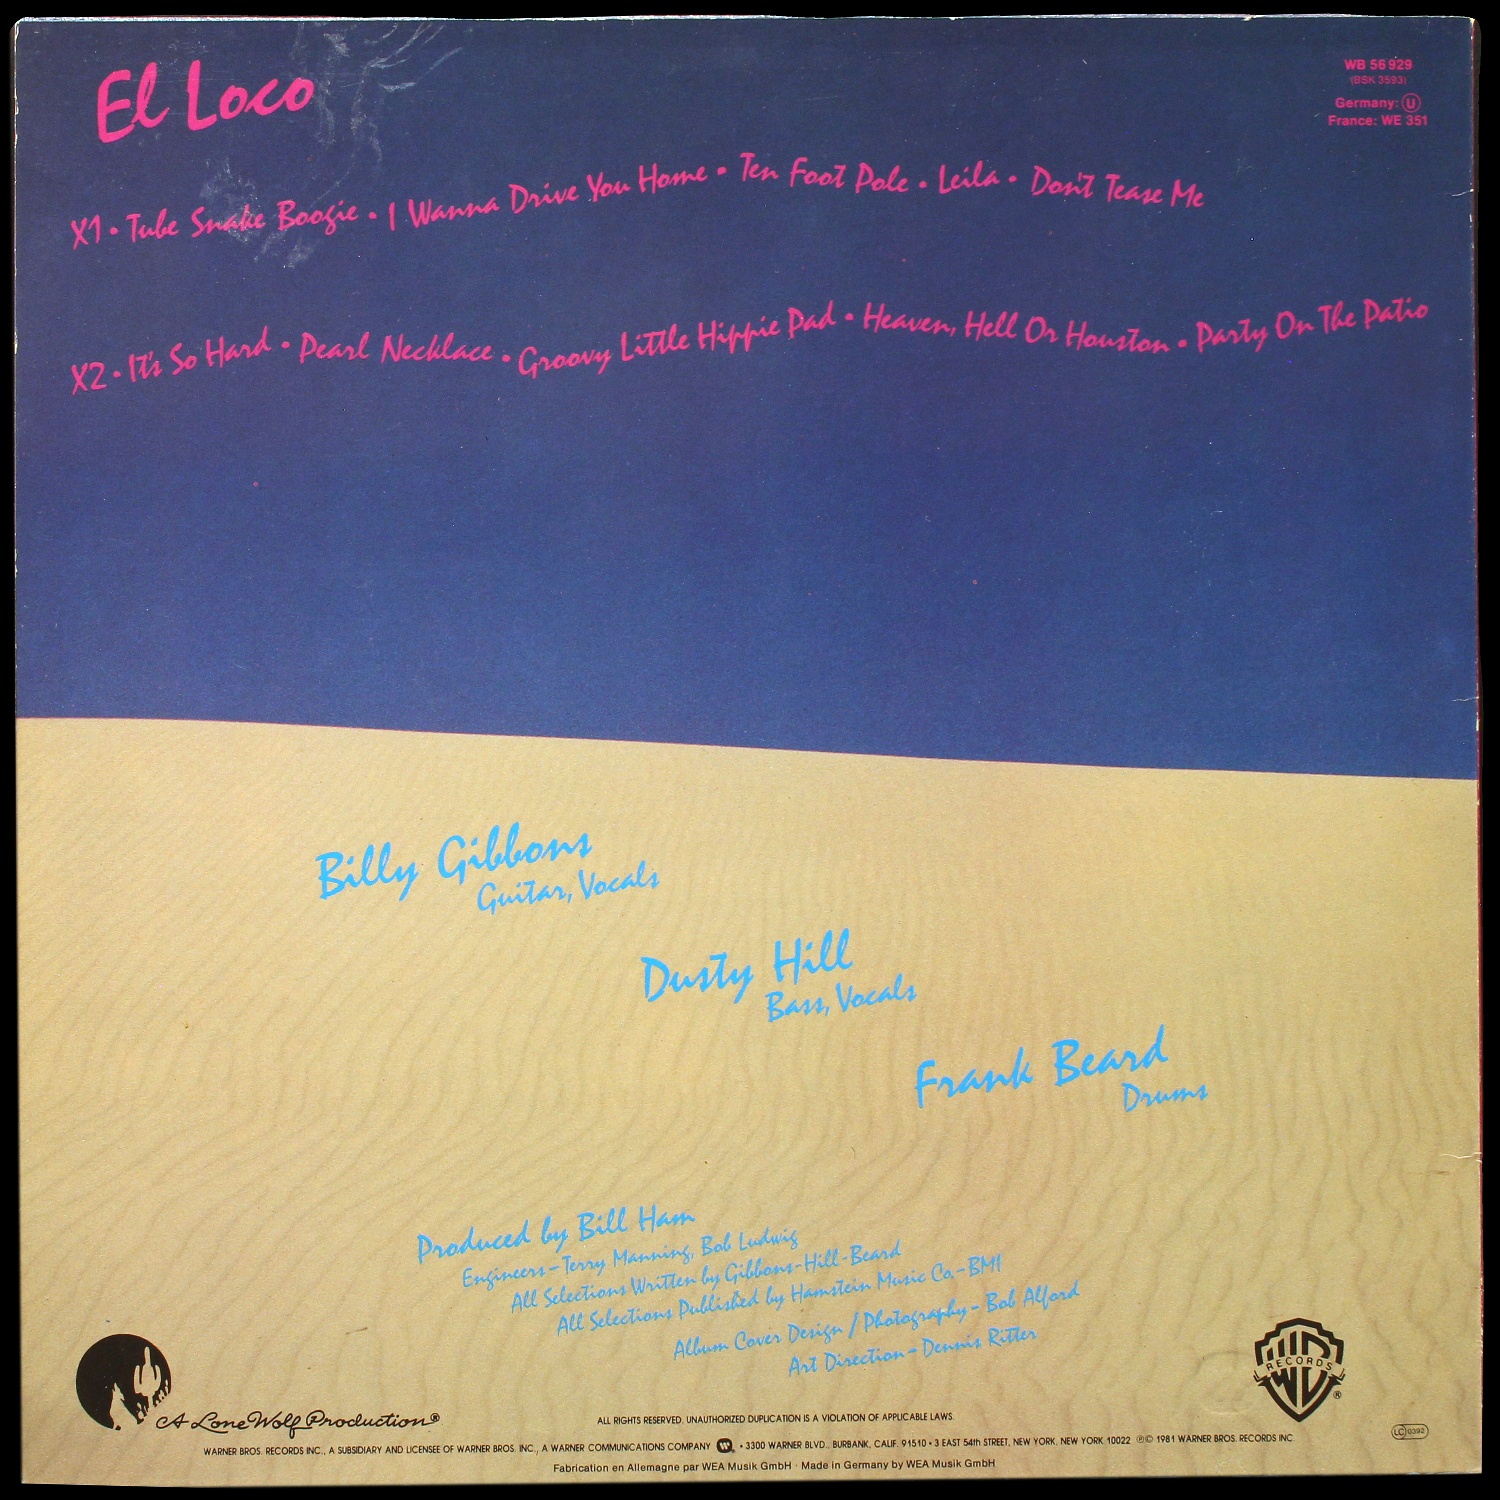 El Loco
WB 56 929
(BSK 3593)
Germany: U
France: WE 351
X1 • Tube Snake Boogie • I Wanna Drive You Home • Ten Foot Pole • Leila • Don't Tease Me
X2 • It's So Hard • Pearl Necklace • Groovy Little Hippie Pad • Heaven, Hell Or Houston • Party On The Patio
Billy Gibbons
Guitar, Vocals
Dusty Hill
Bass, Vocals
Frank Beard
Drums
Produced by Bill Ham
Engineers – Terry Manning, Bob Ludwig
All Selections Written by Gibbons-Hill-Beard
All Selections Published by Hamstein Music Co. – BMI
Album Cover Design / Photography – Bob Alford
Art Direction – Dennis Ritter
A Lone Wolf Production®
WB
RECORDS
®
ALL RIGHTS RESERVED. UNAUTHORIZED DUPLICATION IS A VIOLATION OF APPLICABLE LAWS.
LC 0392
WARNER BROS. RECORDS INC., A SUBSIDIARY AND LICENSEE OF WARNER BROS. INC., A WARNER COMMUNICATIONS COMPANY • 3300 WARNER BLVD., BURBANK, CALIF. 91510 • 3 EAST 54th STREET, NEW YORK, NEW YORK 10022 ℗© 1981 WARNER BROS. RECORDS INC.
Fabrication en Allemagne par WEA Musik GmbH · Made in Germany by WEA Musik GmbH